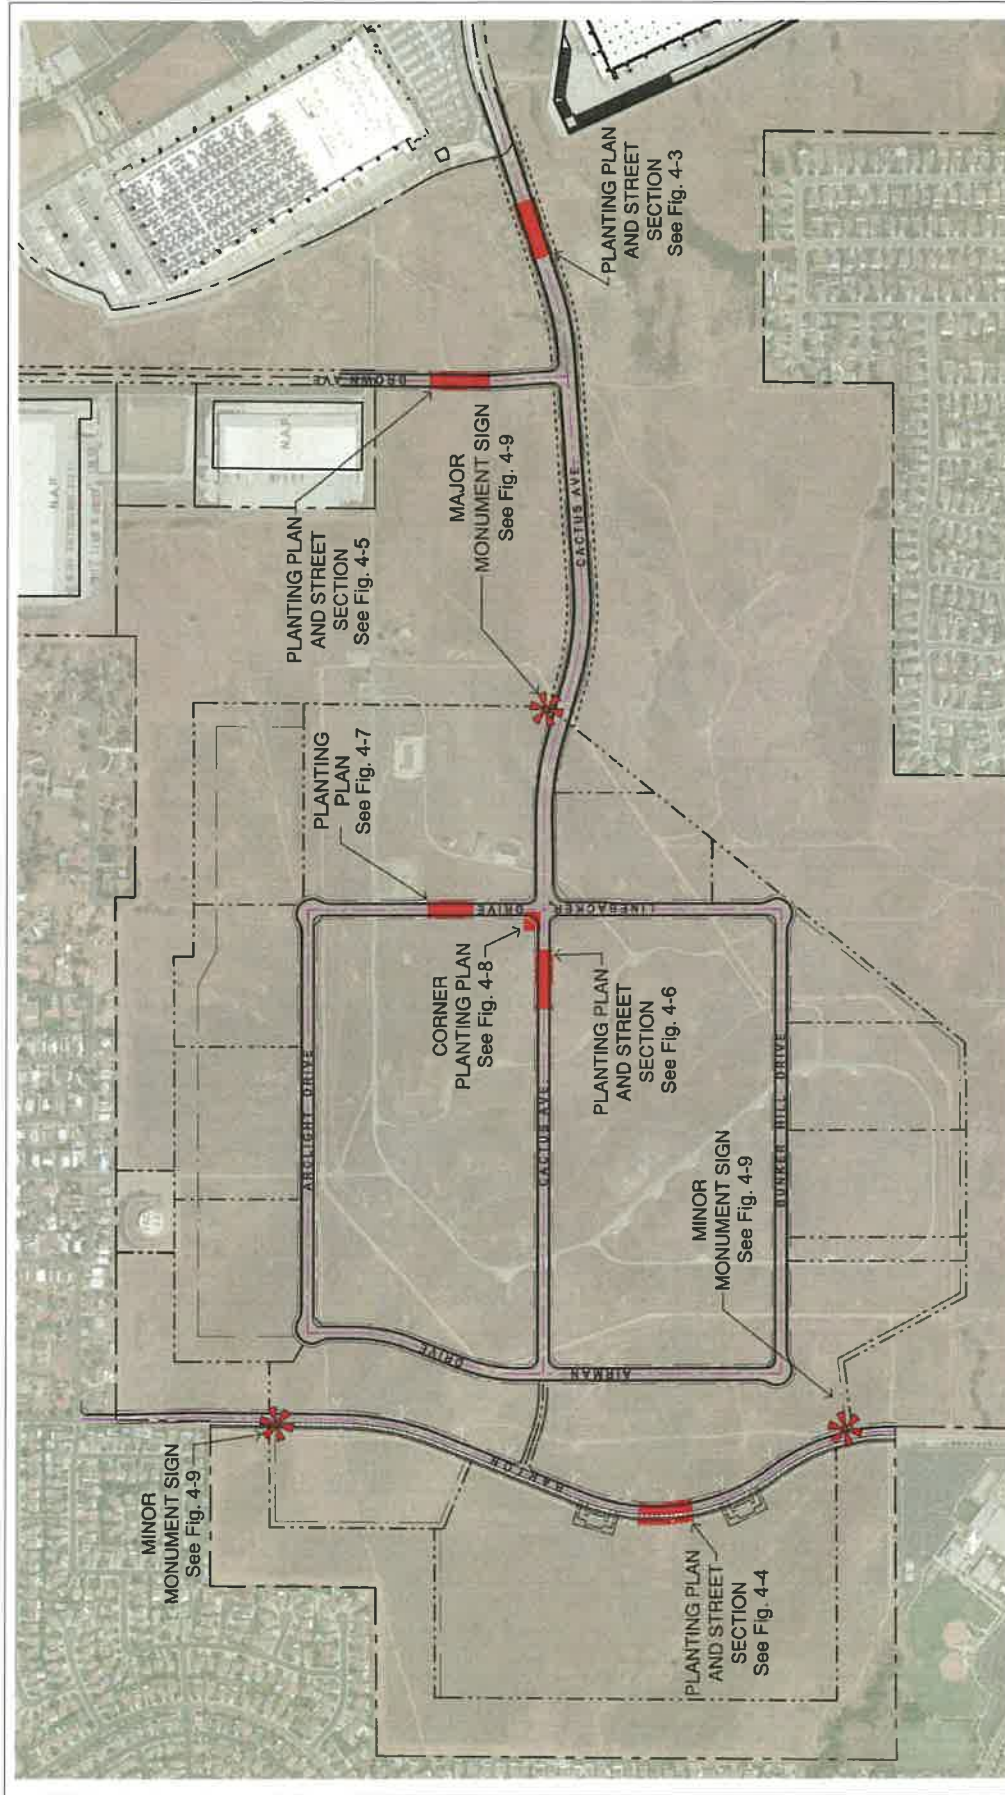 MINOR
MONUMENT SIGN
See Fig. 4-9
PLANTING PLAN
AND STREET
SECTION
See Fig. 4-4
BARTON
DRIVE
AIRMAN
MINOR
MONUMENT SIGN
See Fig. 4-9
ARCLIGHT DRIVE
CACTUS AVE.
BUNKER HILL DRIVE
CORNER
PLANTING PLAN
See Fig. 4-8
PLANTING PLAN
AND STREET
SECTION
See Fig. 4-6
PLANTING
PLAN
See Fig. 4-7
DRIVE
LINEBACKER
MAJOR
MONUMENT SIGN
See Fig. 4-9
PLANTING PLAN
AND STREET
SECTION
See Fig. 4-5
CACTUS AVE.
BROWN AVE
N.A.P.
N.A.P.
PLANTING PLAN
AND STREET
SECTION
See Fig. 4-3